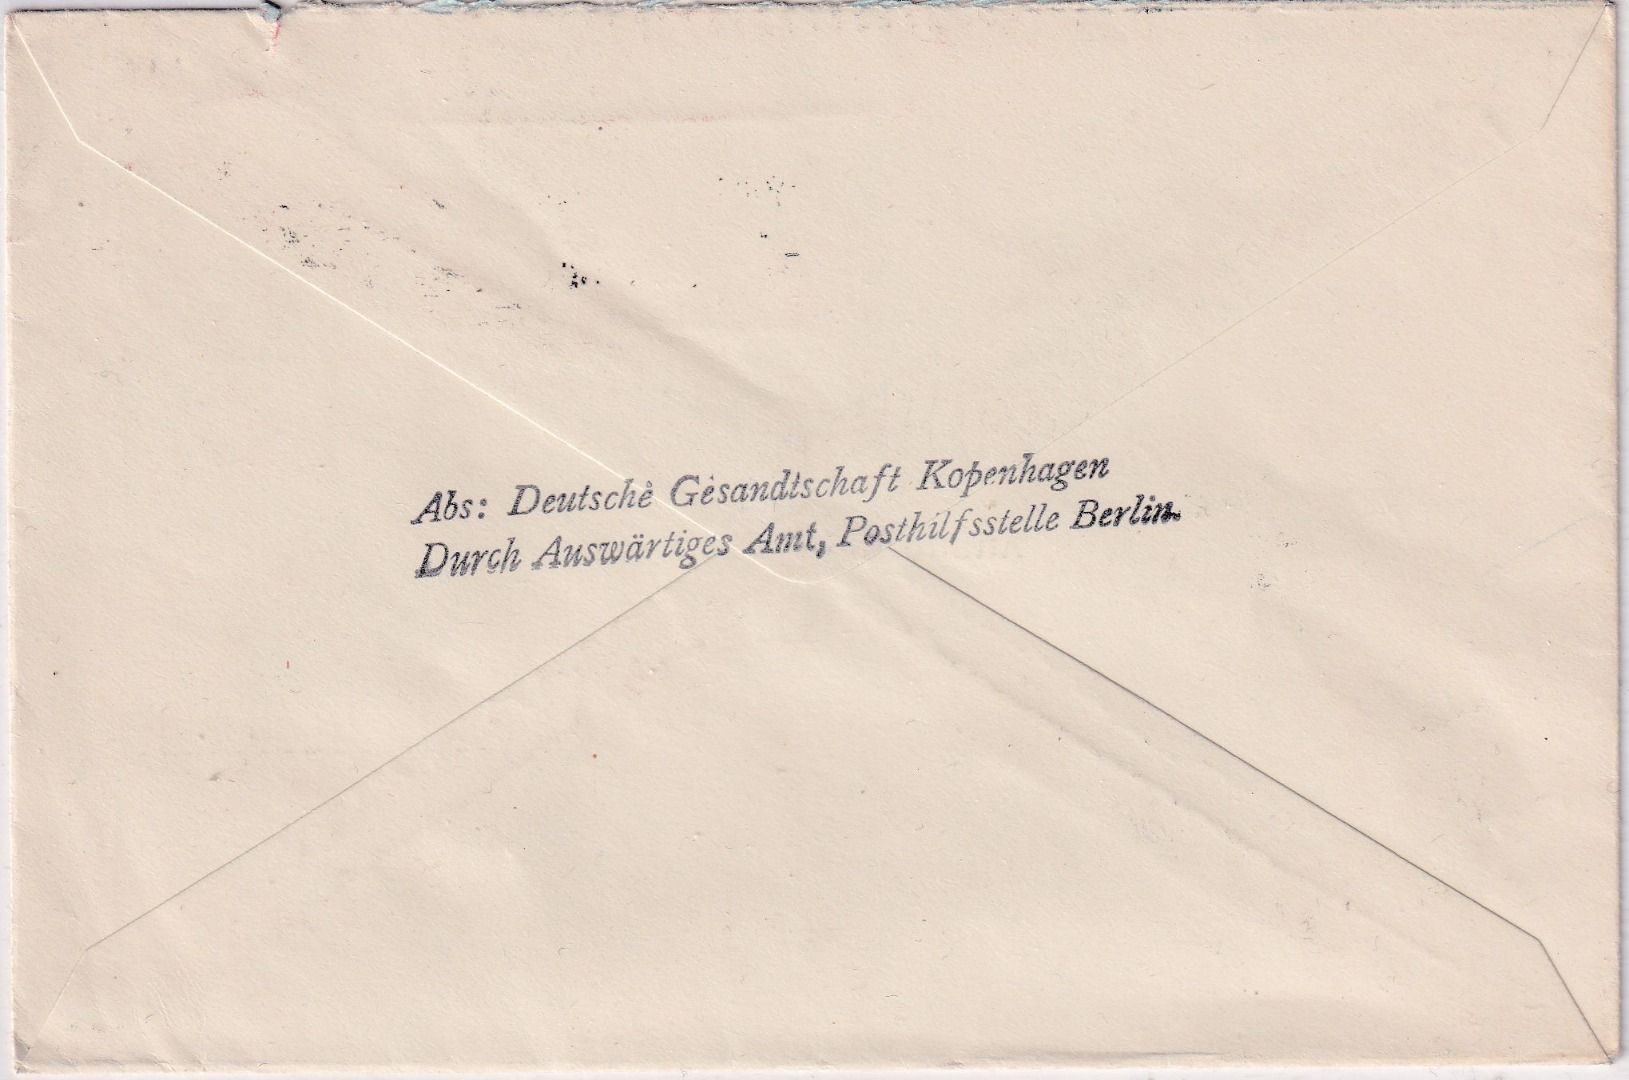 Abs: Deutsche Gesandtschaft Kopenhagen
Durch Auswärtiges Amt, Posthilfsstelle Berlin.